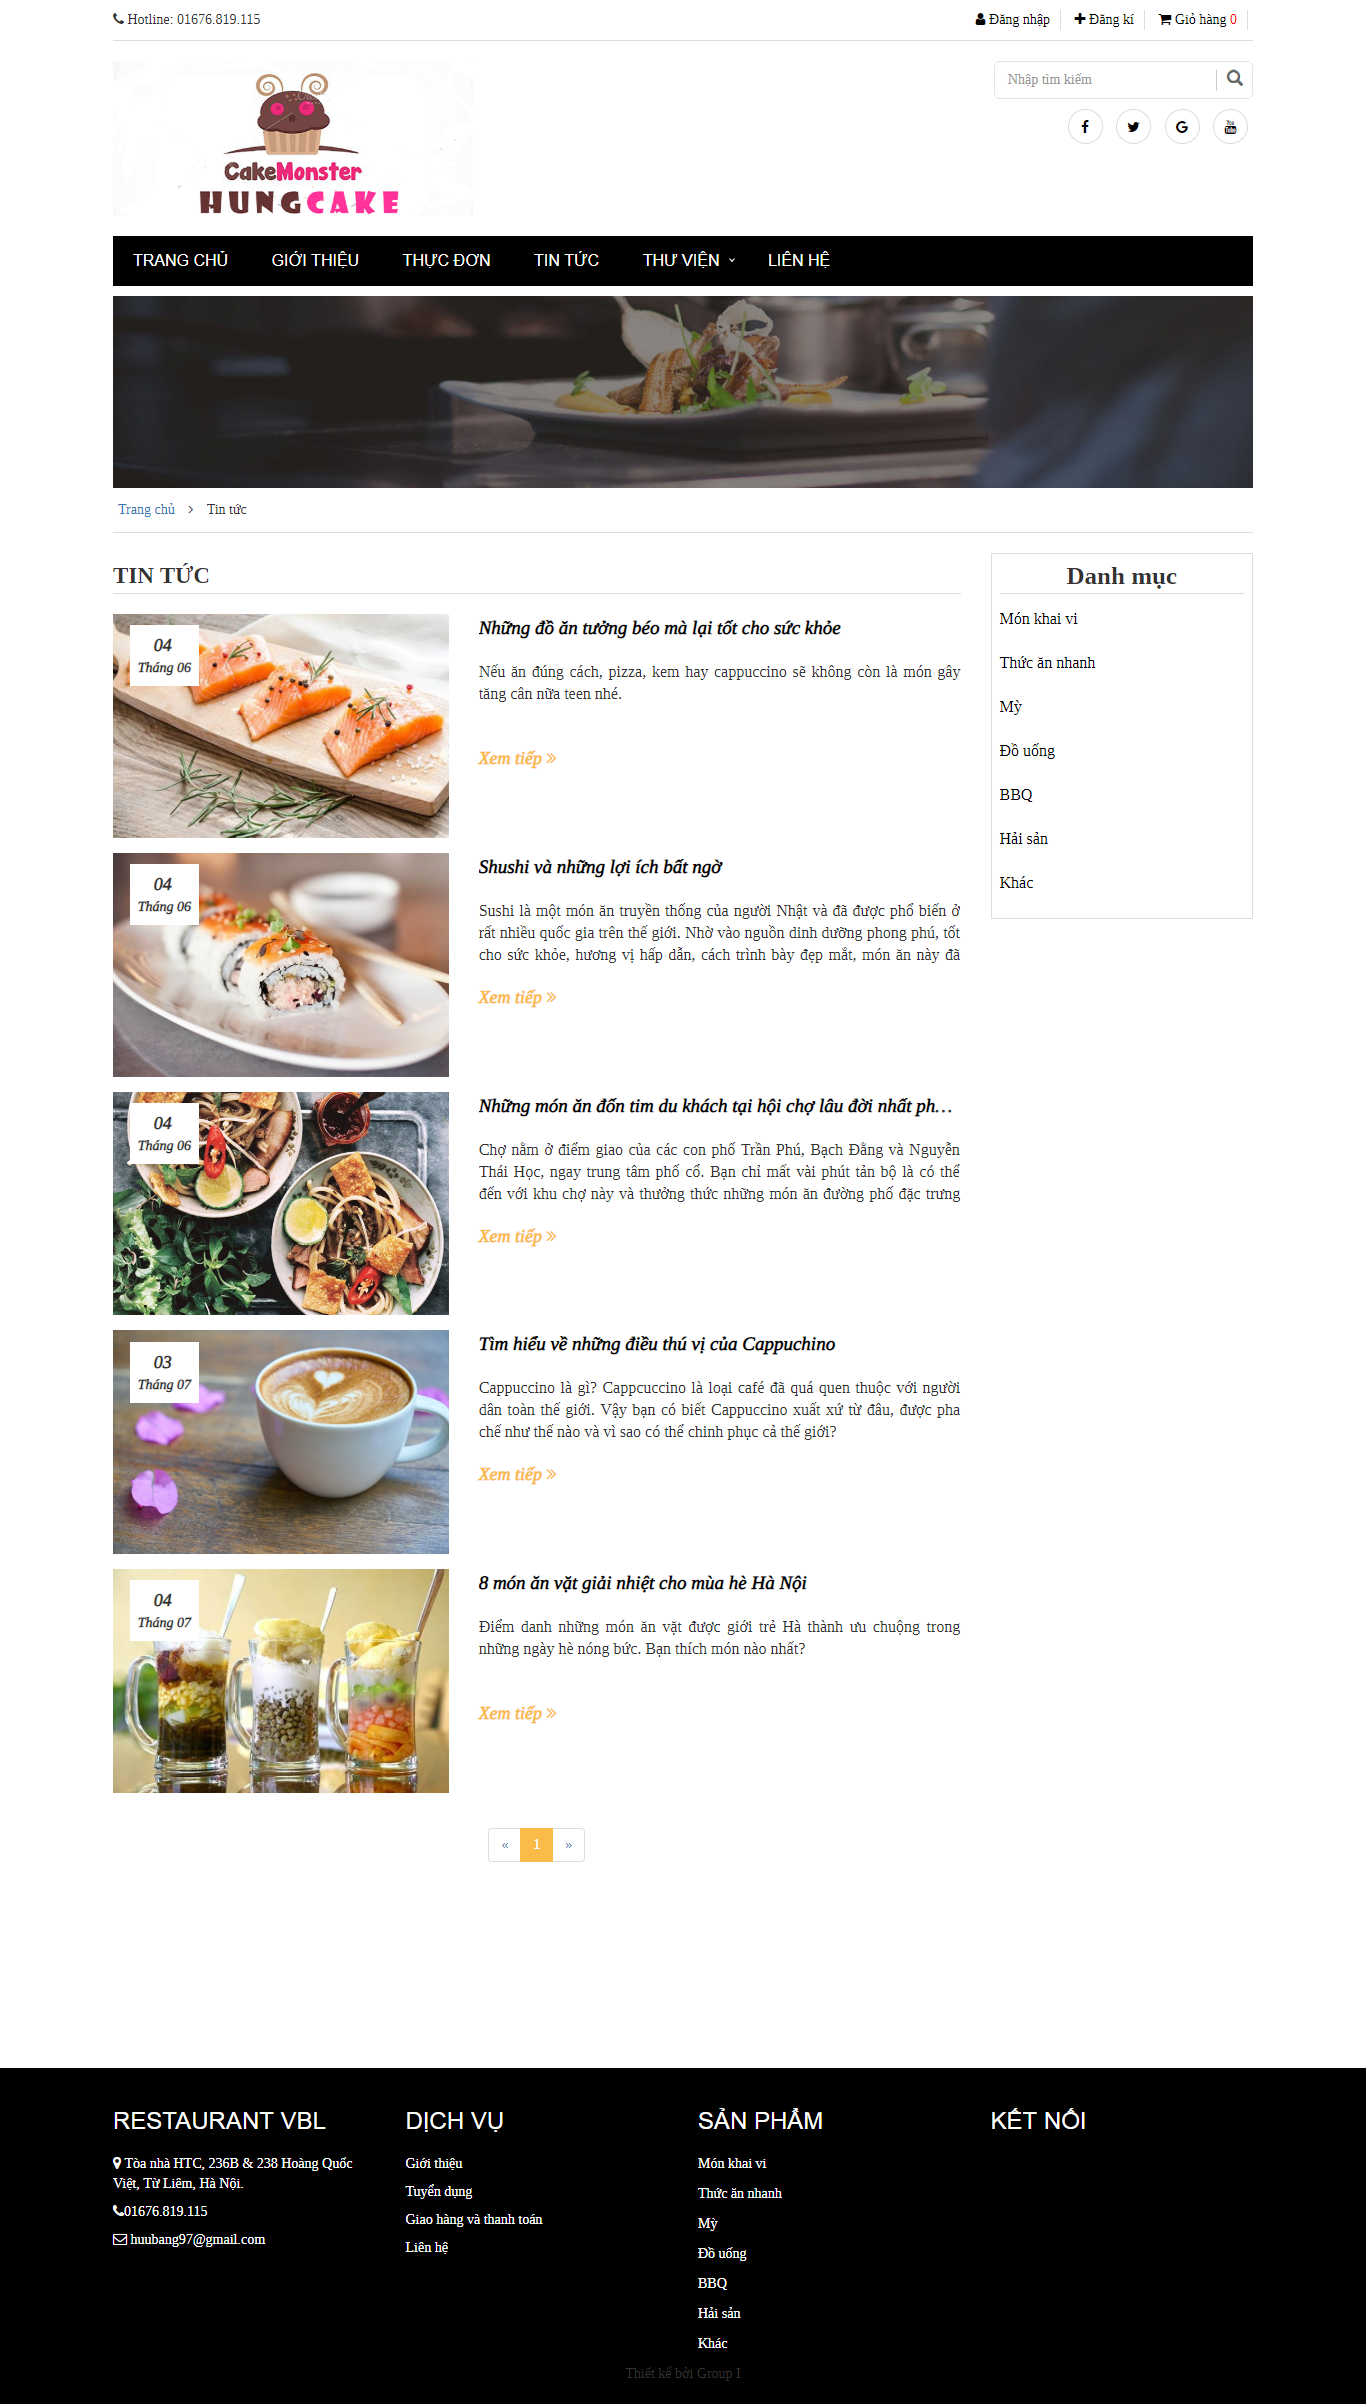 Hotline: 01676.819.115
Đăng nhập
Đăng kí
Giỏ hàng 0
Nhập tìm kiếm
CakeMonster
HUNGCAKE
TRANG CHỦ
GIỚI THIỆU
THỰC ĐƠN
TIN TỨC
THƯ VIỆN
LIÊN HỆ
Trang chủ > Tin tức
TIN TỨC
04
Tháng 06
Những đồ ăn tưởng béo mà lại tốt cho sức khỏe
Nếu ăn đúng cách, pizza, kem hay cappuccino sẽ không còn là món gây
tăng cân nữa teen nhé.
Xem tiếp »
04
Tháng 06
Shushi và những lợi ích bất ngờ
Sushi là một món ăn truyền thống của người Nhật và đã được phổ biến ở
rất nhiều quốc gia trên thế giới. Nhờ vào nguồn dinh dưỡng phong phú, tốt
cho sức khỏe, hương vị hấp dẫn, cách trình bày đẹp mắt, món ăn này đã
Xem tiếp »
04
Tháng 06
Những món ăn đốn tim du khách tại hội chợ lâu đời nhất ph…
Chợ nằm ở điểm giao của các con phố Trần Phú, Bạch Đằng và Nguyễn
Thái Học, ngay trung tâm phố cổ. Bạn chỉ mất vài phút tản bộ là có thể
đến với khu chợ này và thưởng thức những món ăn đường phố đặc trưng
Xem tiếp »
03
Tháng 07
Tìm hiểu về những điều thú vị của Cappuchino
Cappuccino là gì? Cappcuccino là loại café đã quá quen thuộc với người
dân toàn thế giới. Vậy bạn có biết Cappuccino xuất xứ từ đâu, được pha
chế như thế nào và vì sao có thể chinh phục cả thế giới?
Xem tiếp »
04
Tháng 07
8 món ăn vặt giải nhiệt cho mùa hè Hà Nội
Điểm danh những món ăn vặt được giới trẻ Hà thành ưu chuộng trong
những ngày hè nóng bức. Bạn thích món nào nhất?
Xem tiếp »
« 1 »
Danh mục
Món khai vi
Thức ăn nhanh
Mỳ
Đồ uống
BBQ
Hải sản
Khác
RESTAURANT VBL
Tòa nhà HTC, 236B & 238 Hoàng Quốc
Việt, Từ Liêm, Hà Nội.
01676.819.115
huubang97@gmail.com
DỊCH VỤ
Giới thiệu
Tuyển dụng
Giao hàng và thanh toán
Liên hệ
SẢN PHẨM
Món khai vi
Thức ăn nhanh
Mỳ
Đồ uống
BBQ
Hải sản
Khác
KẾT NỐI
Thiết kế bởi Group I